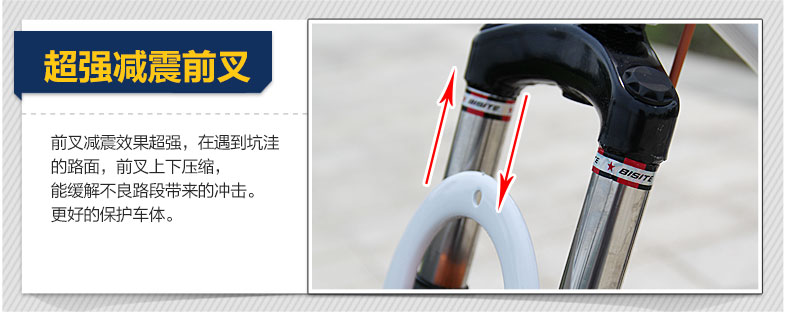 超强减震前叉
前叉减震效果超强，在遇到坑洼
的路面，前叉上下压缩，
能缓解不良路段带来的冲击。
更好的保护车体。
BISITE
TE ★ BISITE